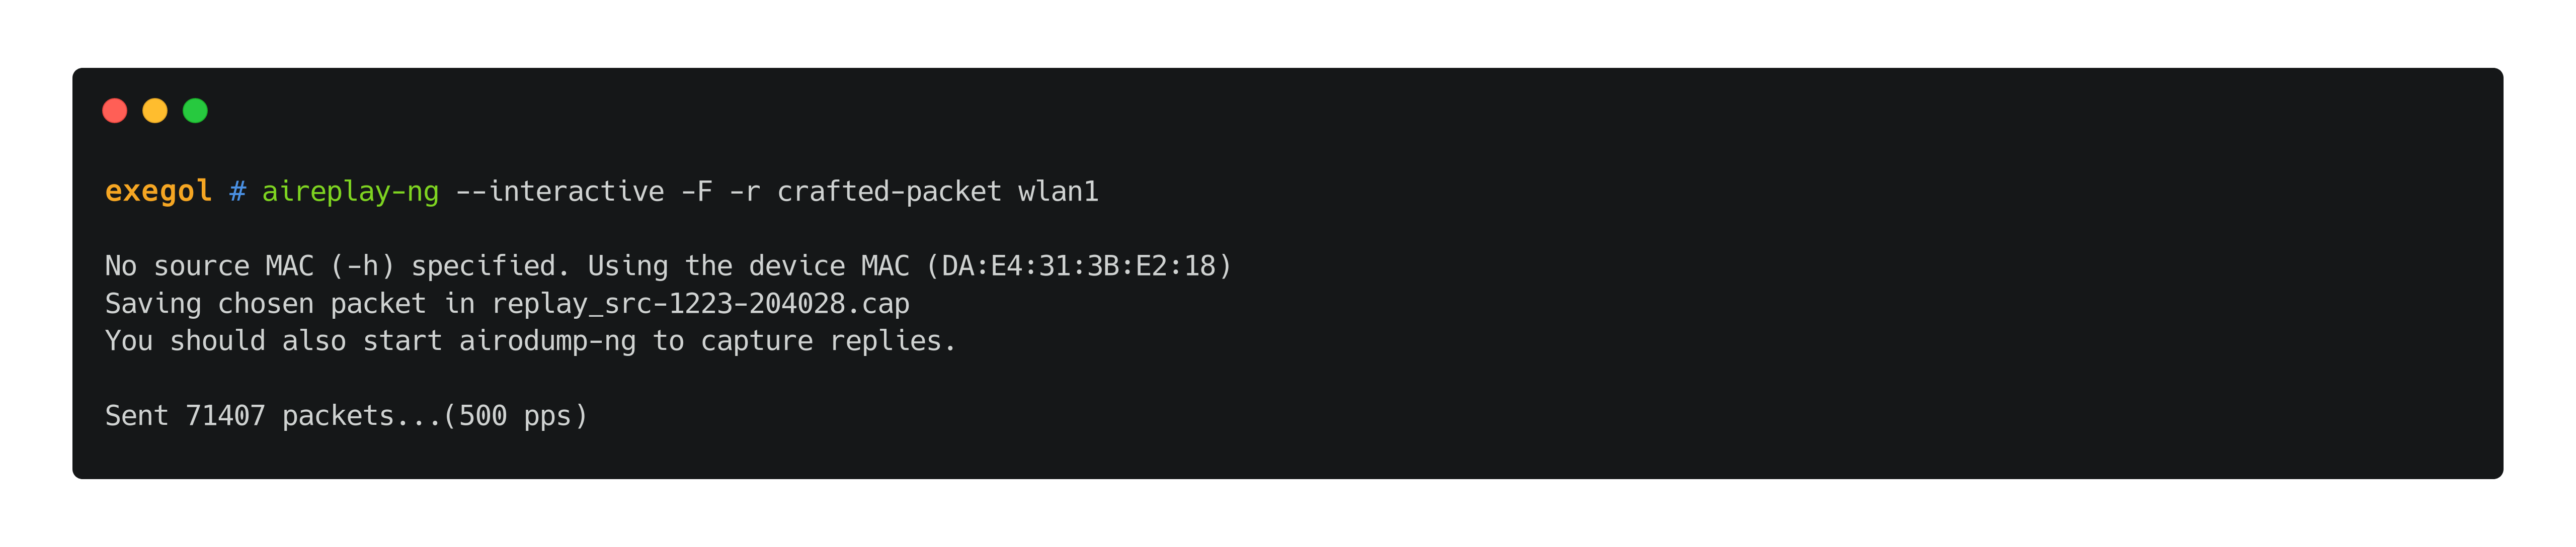 exegol # aireplay-ng --interactive -F -r crafted-packet wlan1
No source MAC (-h) specified. Using the device MAC (DA:E4:31:3B:E2:18)
Saving chosen packet in replay_src-1223-204028.cap
You should also start airodump-ng to capture replies.
Sent 71407 packets...(500 pps)